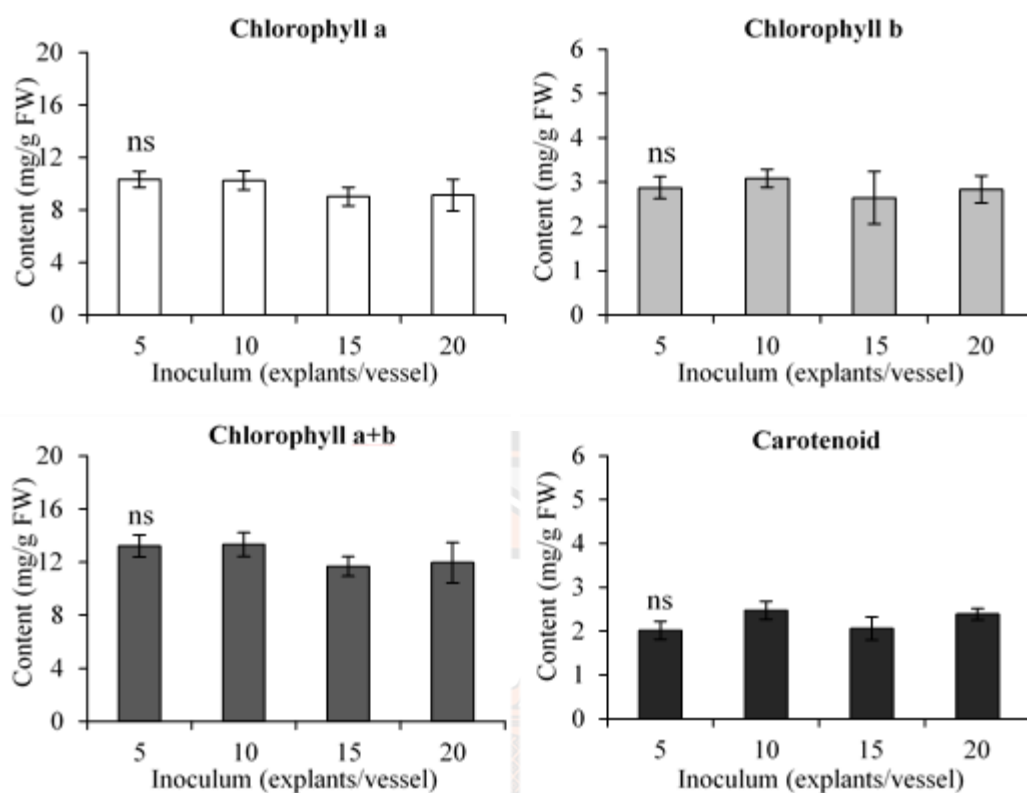 Chlorophyll a
Content (mg/g FW)
20
16
12
8
4
0
ns
5 10 15 20
Inoculum (explants/vessel)
Chlorophyll b
Content (mg/g FW)
6
5
4
3
2
1
0
ns
5 10 15 20
Inoculum (explants/vessel)
Chlorophyll a+b
Content (mg/g FW)
20
16
12
8
4
0
ns
5 10 15 20
Inoculum (explants/vessel)
Carotenoid
Content (mg/g FW)
6
5
4
3
2
1
0
ns
5 10 15 20
Inoculum (explants/vessel)